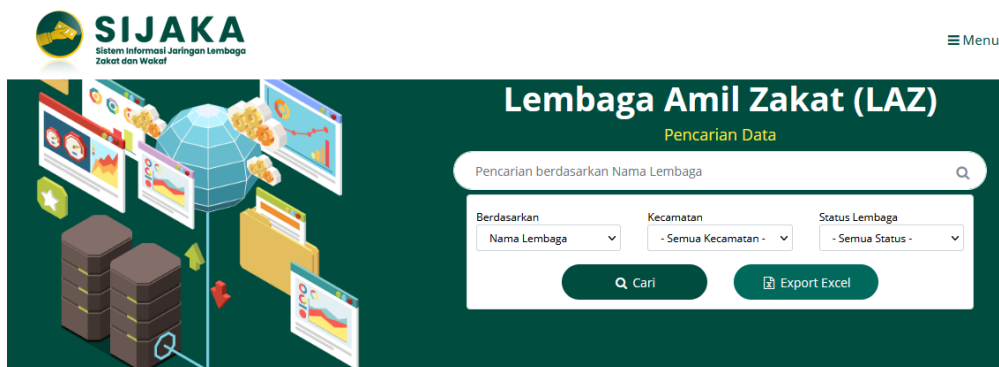 SIJAKA
Sistem Informasi Jaringan Lembaga
Zakat dan Wakaf
Menu
Lembaga Amil Zakat (LAZ)
Pencarian Data
Pencarian berdasarkan Nama Lembaga
Berdasarkan
Kecamatan
Status Lembaga
Nama Lembaga
- Semua Kecamatan -
- Semua Status -
Cari
Export Excel